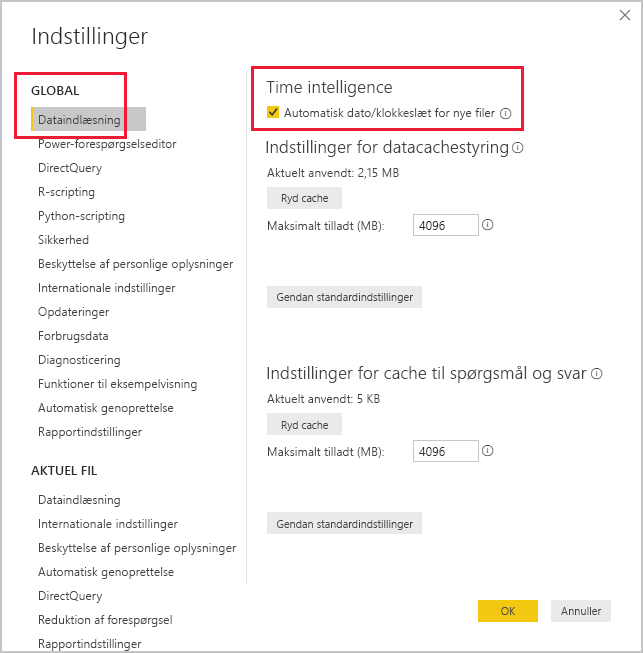 Indstillinger
GLOBAL
Dataindlæsning
Power-forespørgselseditor
DirectQuery
R-scripting
Python-scripting
Sikkerhed
Beskyttelse af personlige oplysninger
Internationale indstillinger
Opdateringer
Forbrugsdata
Diagnosticering
Funktioner til eksempelvisning
Automatisk genoprettelse
Rapportindstillinger
AKTUEL FIL
Dataindlæsning
Internationale indstillinger
Beskyttelse af personlige oplysninger
Automatisk genoprettelse
DirectQuery
Reduktion af forespørgsel
Rapportindstillinger
Time intelligence
Automatisk dato/klokkeslæt for nye filer
Indstillinger for datacachestyring
Aktuelt anvendt: 2,15 MB
Ryd cache
Maksimalt tilladt (MB): 4096
Gendan standardindstillinger
Indstillinger for cache til spørgsmål og svar
Aktuelt anvendt: 5 KB
Ryd cache
Maksimalt tilladt (MB): 4096
Gendan standardindstillinger
OK
Annuller